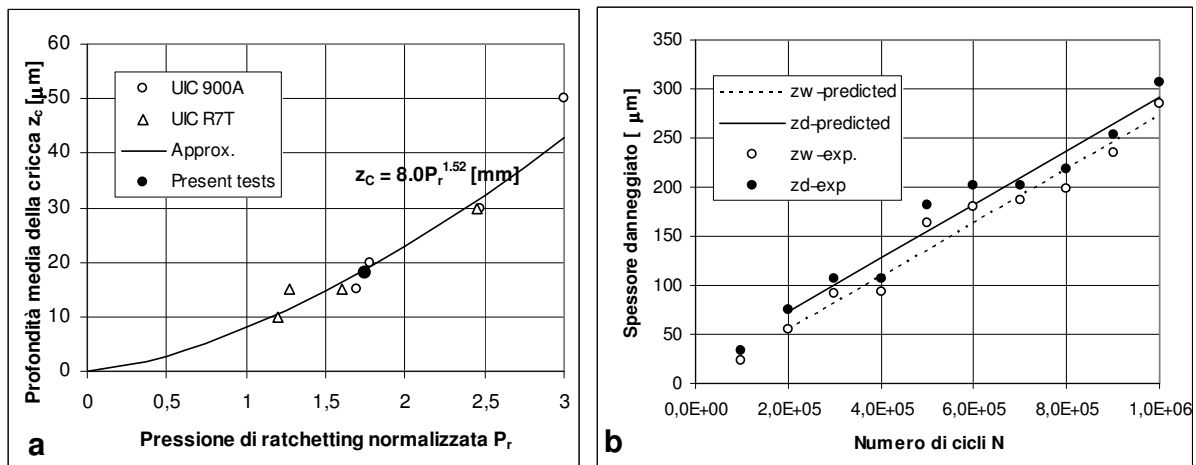 Profondità media della cricca z_c [μm]
60
50
40
30
20
10
0
UIC 900A
UIC R7T
Approx.
Present tests
z_C = 8.0P_r^1.52 [mm]
0
0,5
1
1,5
2
2,5
3
Pressione di ratchetting normalizzata P_r
a
Spessore danneggiato [ μm]
350
300
250
200
150
100
50
0
zw-predicted
zd-predicted
zw-exp.
zd-exp
0,0E+00
2,0E+05
4,0E+05
6,0E+05
8,0E+05
1,0E+06
Numero di cicli N
b